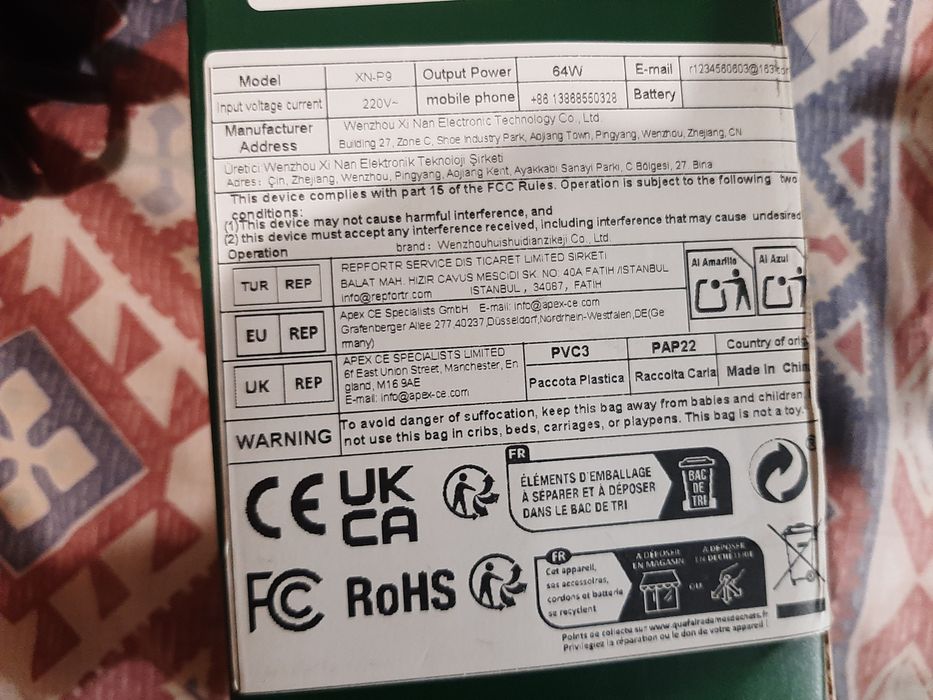 Model XN-P9 Output Power 64W E-mail
Input voltage current 220V~ mobile phone +86 13868550328 Battery
Manufacturer Address
Wenzhou Xi Nan Electronic Technology Co., Ltd.
Building 27, Zone C, Shoe Industry Park, Aojiang Town, Pingyang, Wenzhou, Zhejiang, CN
Üretici:Wenzhou Xi Nan Elektronik Teknoloji Şirketi
Adres: Çin, Zhejiang, Wenzhou, Pingyang, Aojiang Kent, Ayakkabi Sanayi Parki, C Bölgesi, 27. Bina
This device complies with part 15 of the FCC Rules. Operation is subject to the following two
conditions:
(1)This device may not cause harmful interference, and
(2) this device must accept any interference received, including interference that may cause undesired
Operation brand: Wenzhouhuishuidianzikeji Co., Ltd.
TUR REP
REPFORTR SERVICE DIS TICARET LIMITED SIRKETI
BALAT MAH. HIZIR CAVUS MESCIDI SK. NO. 40A FATIH /ISTANBUL
info@repfortr.com ISTANBUL, 34087, FATIH
Al Amarillo Al Azul
EU REP
Apex CE Specialists GmbH E-mail: info@apex-ce.com
Grafenberger Allee 277,40237,Düsseldorf,Nordrhein-Westfalen,DE(Ge
rmany)
UK REP
APEX CE SPECIALISTS LIMITED
6f East Union Street, Manchester, En
gland, M16 9AE
E-mail: info@apex-ce.com
PVC3 PAP22 Country of
Paccota Plastica Raccolta Carta Made In
WARNING
To avoid danger of suffocation, keep this bag away from babies and children.
not use this bag in cribs, beds, carriages, or playpens. This bag is not a toy.
CE UK
CA
FR
ÉLÉMENTS D'EMBALLAGE
À SÉPARER ET À DÉPOSER
DANS LE BAC DE TRI
BAC
DE
TRI
FC RoHS
FR
Cet appareil,
ses accessoires,
cordons et batterie
se recyclent
À DÉPOSER
EN MAGASIN
OU
À DÉPOSER
EN DÉCHÈTERIE
Points de collecte sur www.quefairedemesdechets.fr
Privilégiez la réparation ou le don de votre appareil !